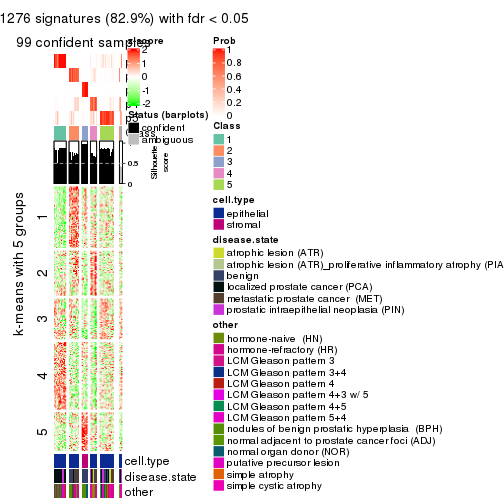 1276 signatures (82.9%) with fdr < 0.05
99 confident samples
z-score
2
1
0
-1
-2
Status (barplots)
confident
ambiguous
1
0.5
0
Silhouette
score
k-means with 5 groups
1
2
3
4
5
cell.type
disease.state
other
Prob
1
0.8
0.6
0.4
0.2
0
Class
1
2
3
4
5
cell.type
epithelial
stromal
disease.state
atrophic lesion (ATR)
atrophic lesion (ATR)_proliferative inflammatory atrophy (PIA
benign
localized prostate cancer (PCA)
metastatic prostate cancer (MET)
prostatic intraepithelial neoplasia (PIN)
other
hormone-naive (HN)
hormone-refractory (HR)
LCM Gleason pattern 3
LCM Gleason pattern 3+4
LCM Gleason pattern 4
LCM Gleason pattern 4+3 w/ 5
LCM Gleason pattern 4+5
LCM Gleason pattern 5+4
nodules of benign prostatic hyperplasia (BPH)
normal adjacent to prostate cancer foci (ADJ)
normal organ donor (NOR)
putative precursor lesion
simple atrophy
simple cystic atrophy